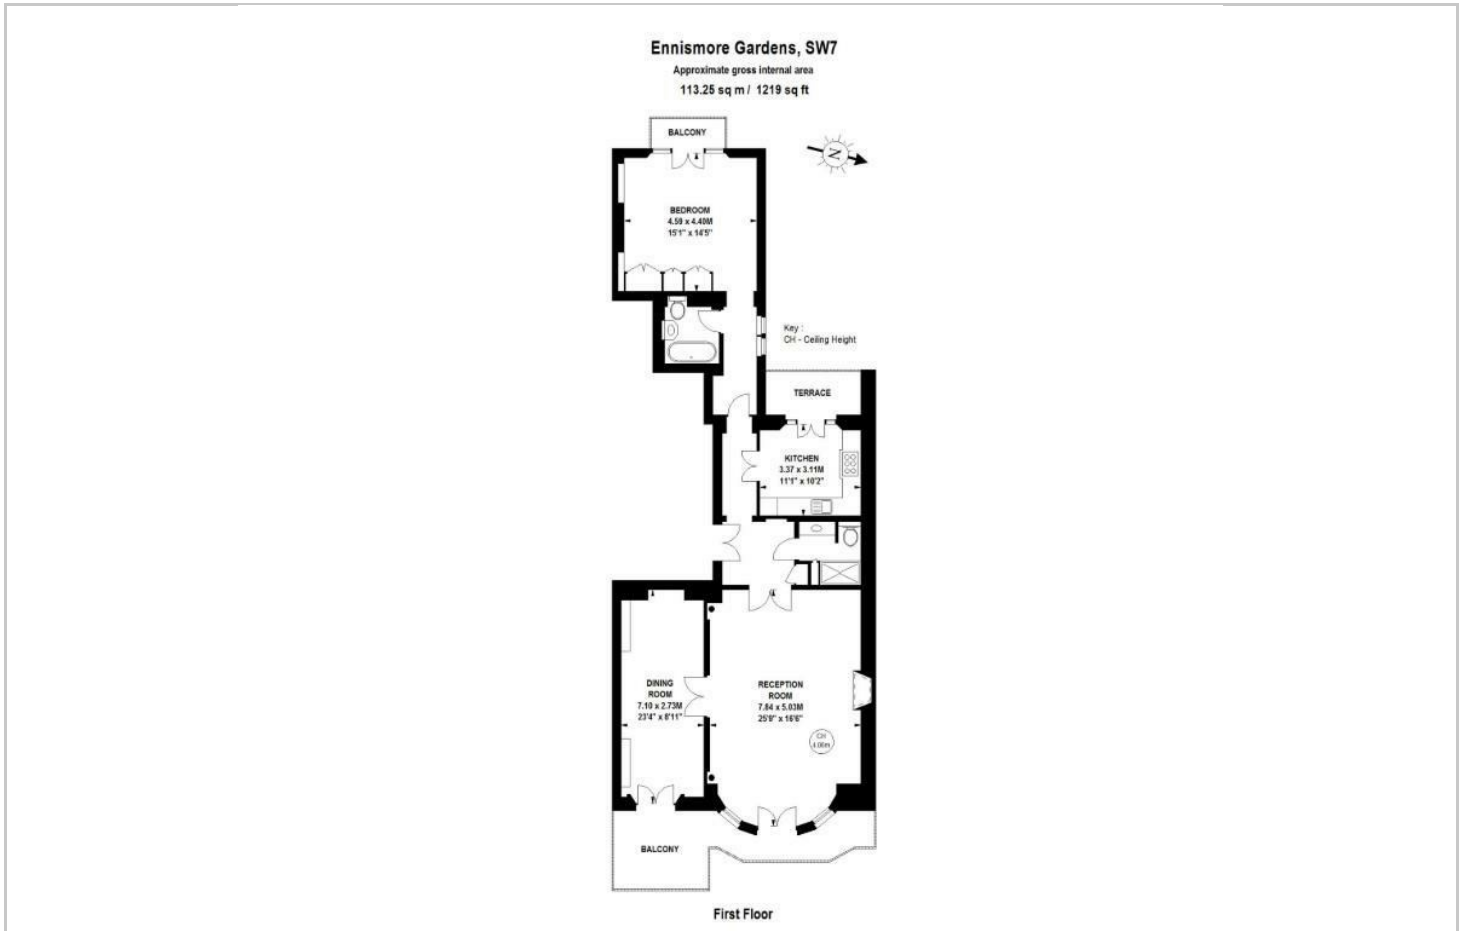 Ennismore Gardens, SW7
Approximate gross internal area
113.25 sq m / 1219 sq ft
BALCONY
N
BEDROOM
4.59 x 4.40M
15'1" x 14'5"
Key :
CH - Ceiling Height
TERRACE
KITCHEN
3.37 x 3.11M
11'1" x 10'2"
DINING
ROOM
7.10 x 2.73M
23'4" x 8'11"
RECEPTION
ROOM
7.84 x 5.03M
25'9" x 16'6"
CH
4.06m
BALCONY
First Floor